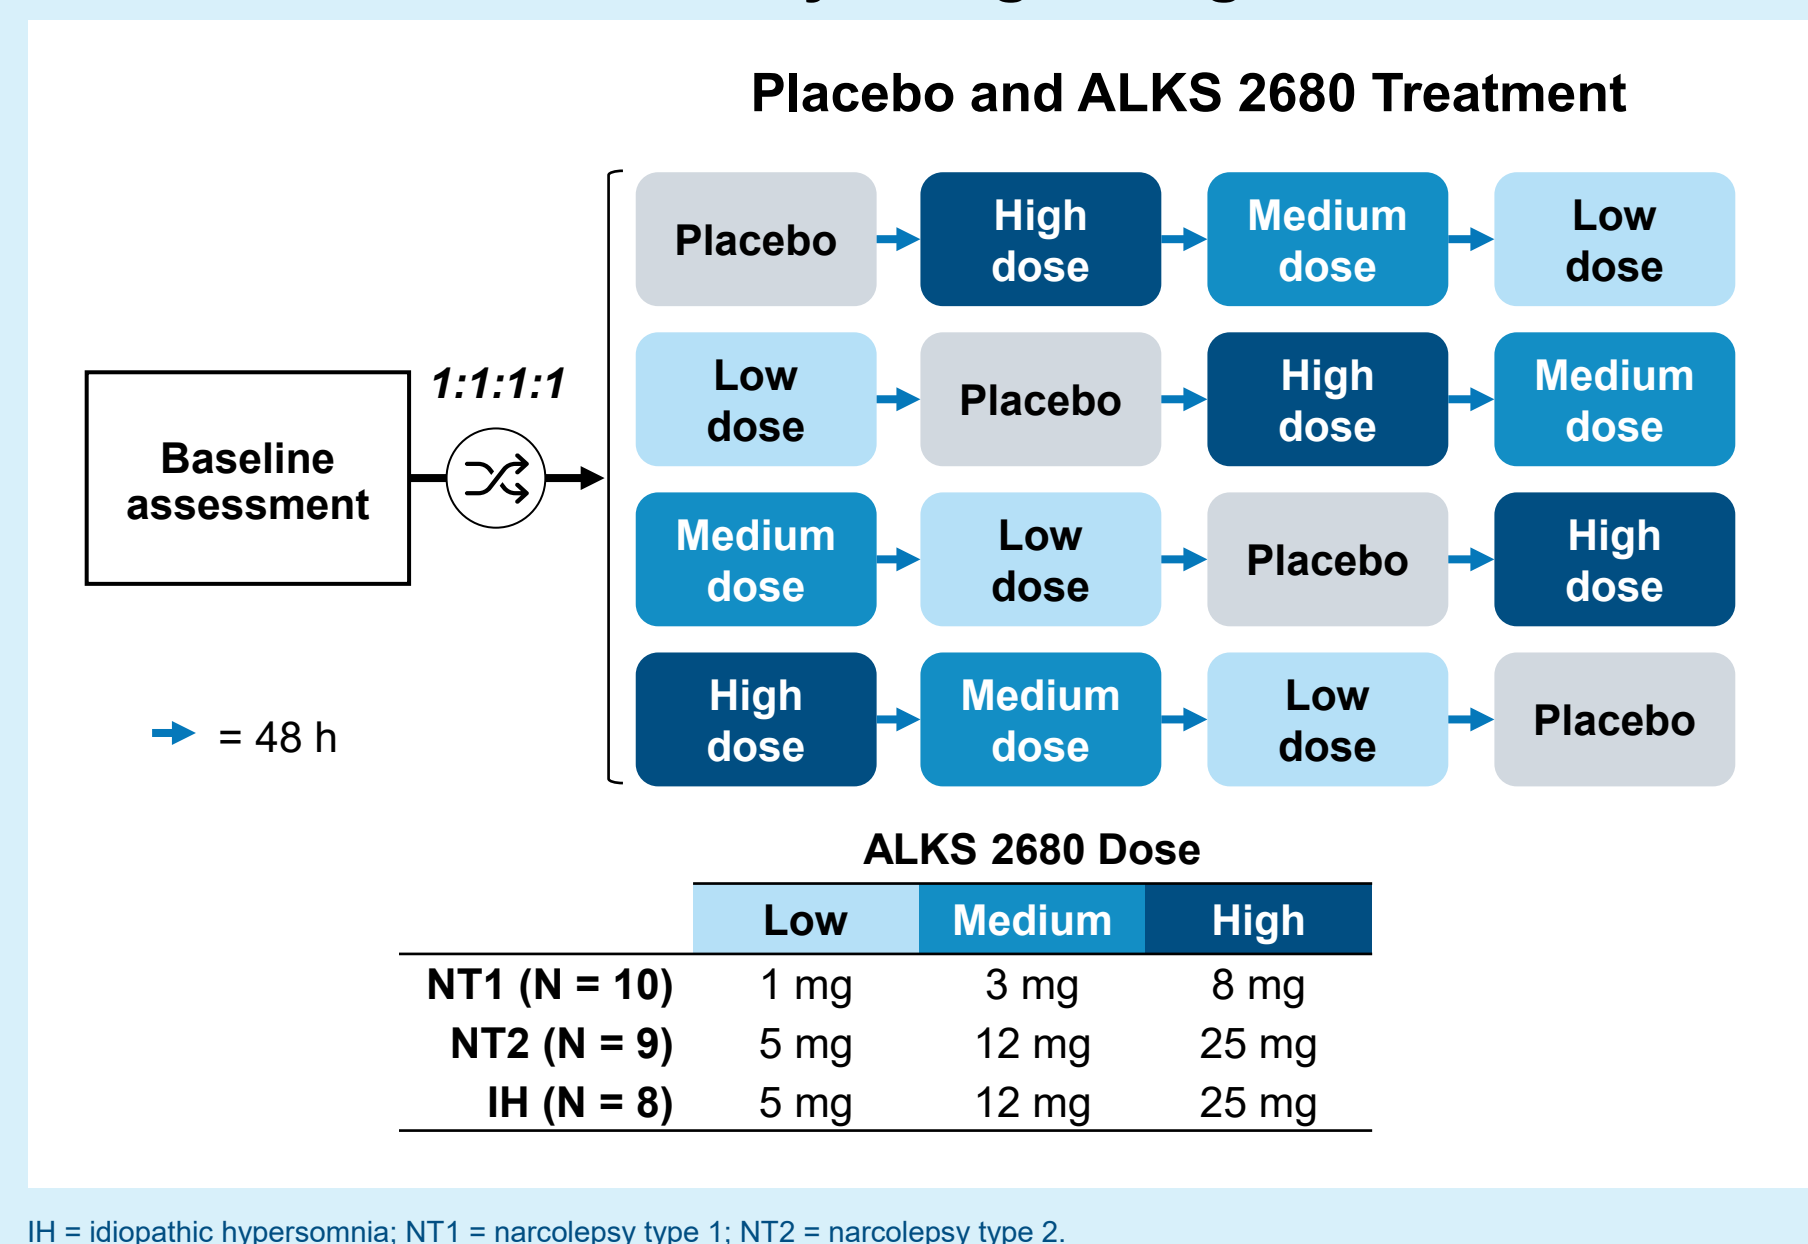 Placebo and ALKS 2680 Treatment
Placebo
High
dose
Medium
dose
Low
dose
Low
dose
Placebo
High
dose
Medium
dose
Medium
dose
Low
dose
Placebo
High
dose
High
dose
Medium
dose
Low
dose
Placebo
1:1:1:1
Baseline
assessment
= 48 h
ALKS 2680 Dose
Low Medium High
NT1 (N = 10) 1 mg 3 mg 8 mg
NT2 (N = 9) 5 mg 12 mg 25 mg
IH (N = 8) 5 mg 12 mg 25 mg
IH = idiopathic hypersomnia; NT1 = narcolepsy type 1; NT2 = narcolepsy type 2.